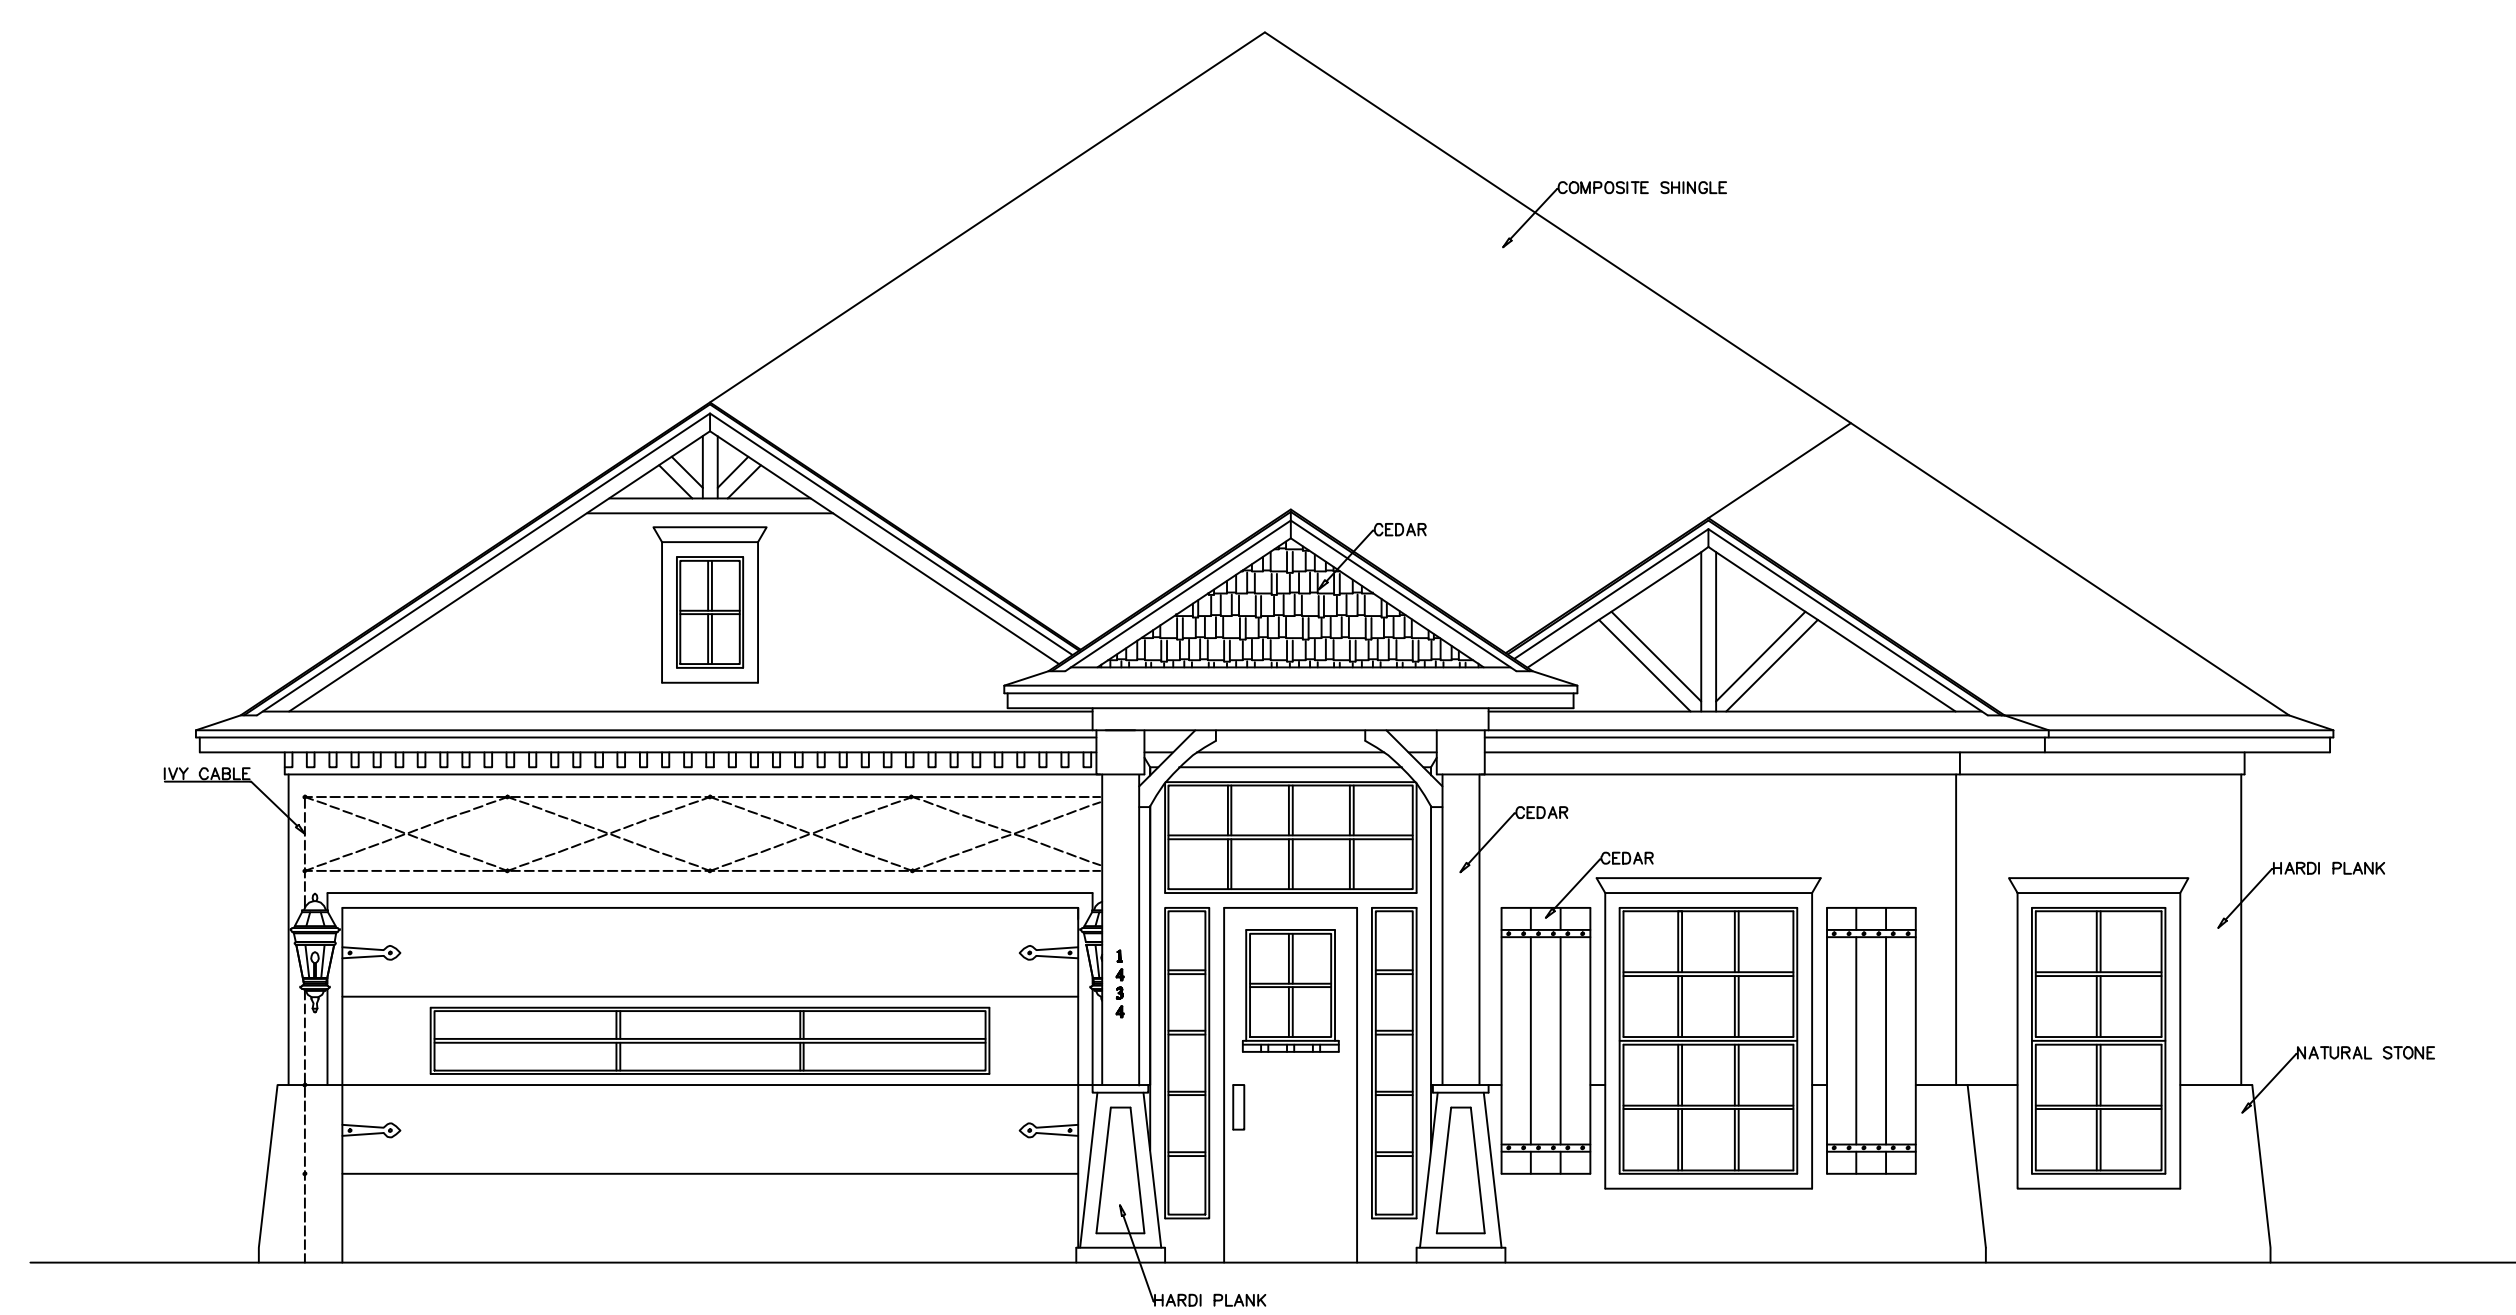 COMPOSITE SHINGLE
CEDAR
IVY CABLE
CEDAR
CEDAR
HARDI PLANK
1
4
3
4
NATURAL STONE
HARDI PLANK